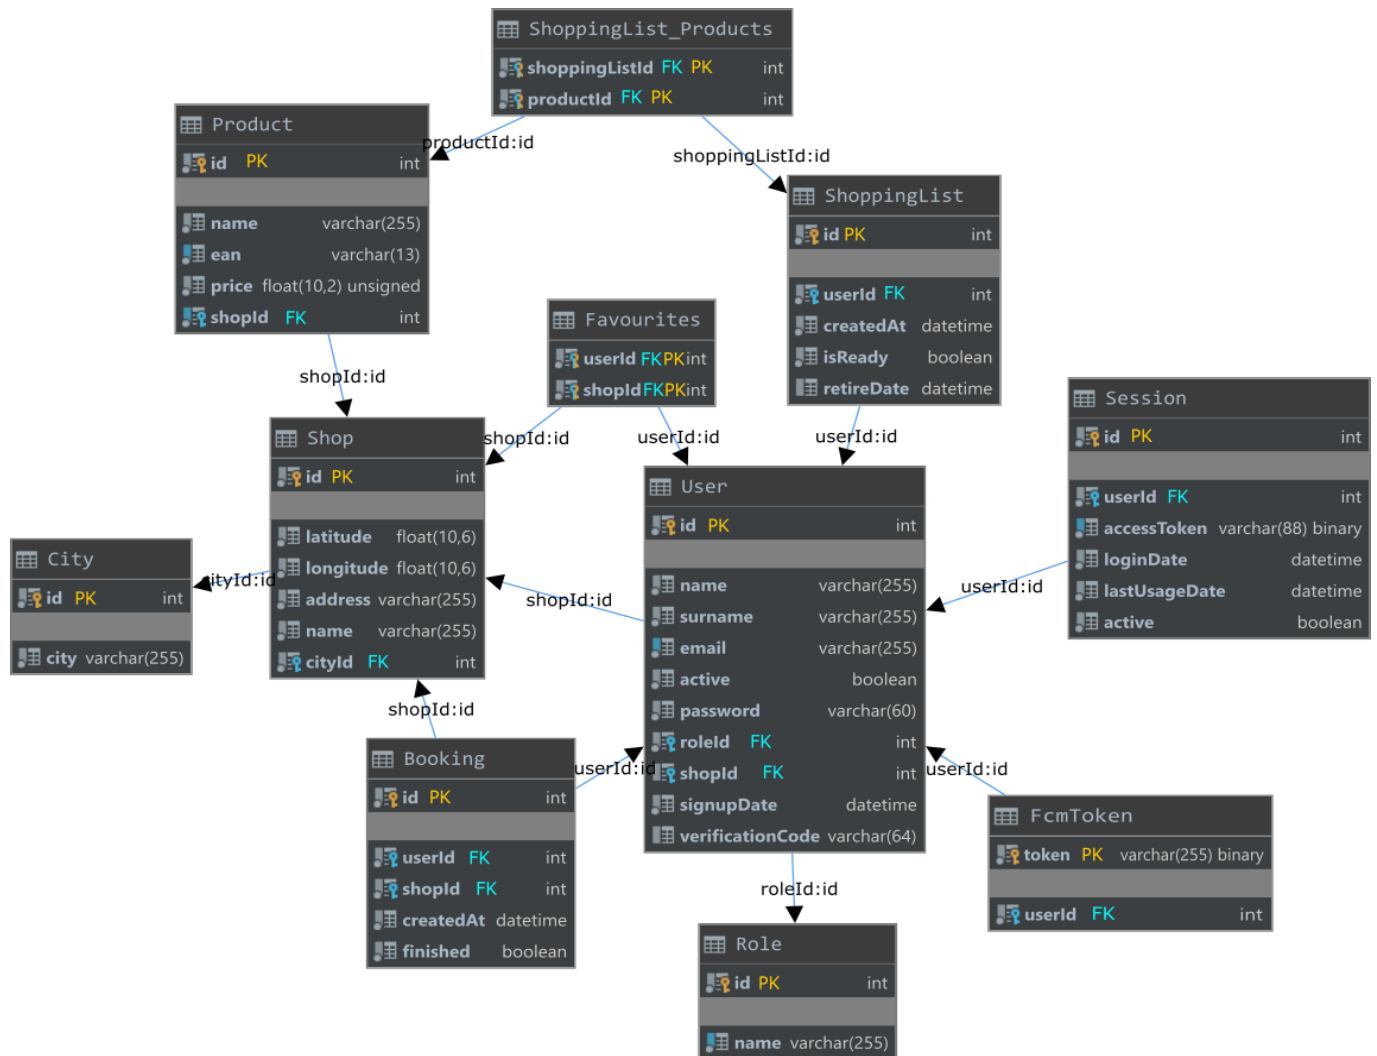 ShoppingList_Products
shoppingListId FK PK int
productId FK PK int
Product
id PK int
name varchar(255)
ean varchar(13)
price float(10,2) unsigned
shopId FK int
productId:id
shoppingListId:id
ShoppingList
id PK int
userId FK int
createdAt datetime
isReady boolean
retireDate datetime
Favourites
userId FKPKint
shopIdFKPKint
shopId:id
shopId:id
userId:id
userId:id
Shop
id PK int
latitude float(10,6)
longitude float(10,6)
address varchar(255)
name varchar(255)
cityId FK int
Session
id PK int
userId FK int
accessToken varchar(88) binary
loginDate datetime
lastUsageDate datetime
active boolean
User
id PK int
name varchar(255)
surname varchar(255)
email varchar(255)
active boolean
password varchar(60)
roleId FK int
shopId FK int
signupDate datetime
verificationCode varchar(64)
City
id PK int
city varchar(255)
cityId:id
shopId:id
userId:id
shopId:id
userId:id
userId:id
Booking
id PK int
userId FK int
shopId FK int
createdAt datetime
finished boolean
FcmToken
token PK varchar(255) binary
userId FK int
roleId:id
Role
id PK int
name varchar(255)